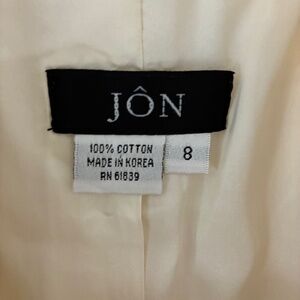 JÔN
100% COTTON
MADE IN KOREA
RN 61839
8